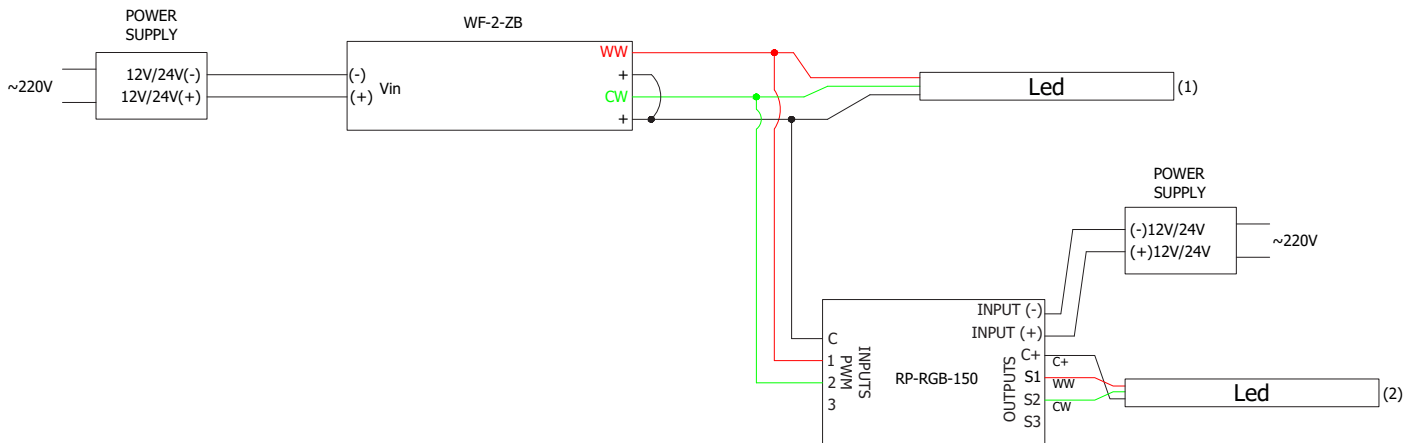 POWER
SUPPLY
WF-2-ZB
~220V
12V/24V(-)
12V/24V(+)
(-)
(+)
Vin
WW
+
CW
+
Led
(1)
POWER
SUPPLY
(-)12V/24V
(+)12V/24V
~220V
INPUT (-)
INPUT (+)
C
1
2
3
INPUTS
PWM
RP-RGB-150
OUTPUTS
C+
S1
S2
S3
C+
WW
CW
Led
(2)